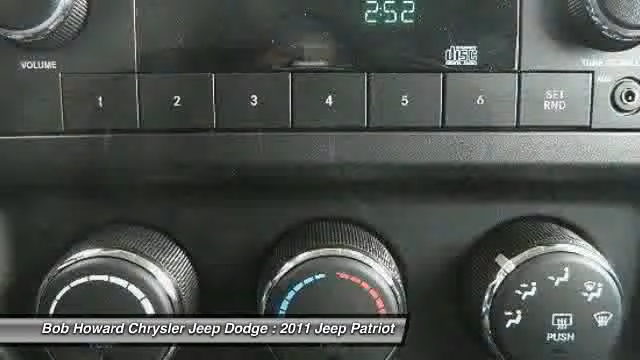 2:52
disc
VOLUME
1 2 3 4 5 6 SET RND
Bob Howard Chrysler Jeep Dodge : 2011 Jeep Patriot
PUSH